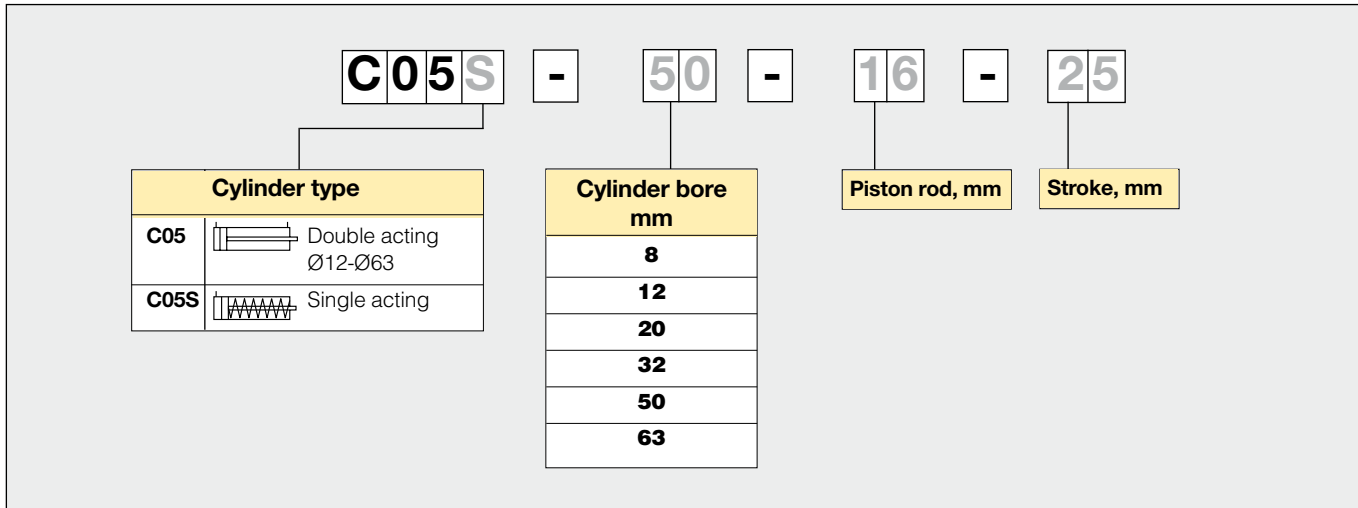 C05S - 50 - 16 - 25
Cylinder type
C05 Double acting
Ø12-Ø63
C05S Single acting
Cylinder bore
mm
8
12
20
32
50
63
Piston rod, mm
Stroke, mm